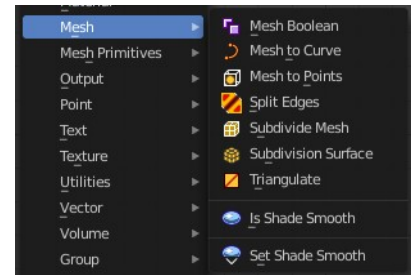 Material
Mesh
Mesh Primitives
Output
Point
Text
Texture
Utilities
Vector
Volume
Group
Mesh Boolean
Mesh to Curve
Mesh to Points
Split Edges
Subdivide Mesh
Subdivision Surface
Triangulate
Is Shade Smooth
Set Shade Smooth